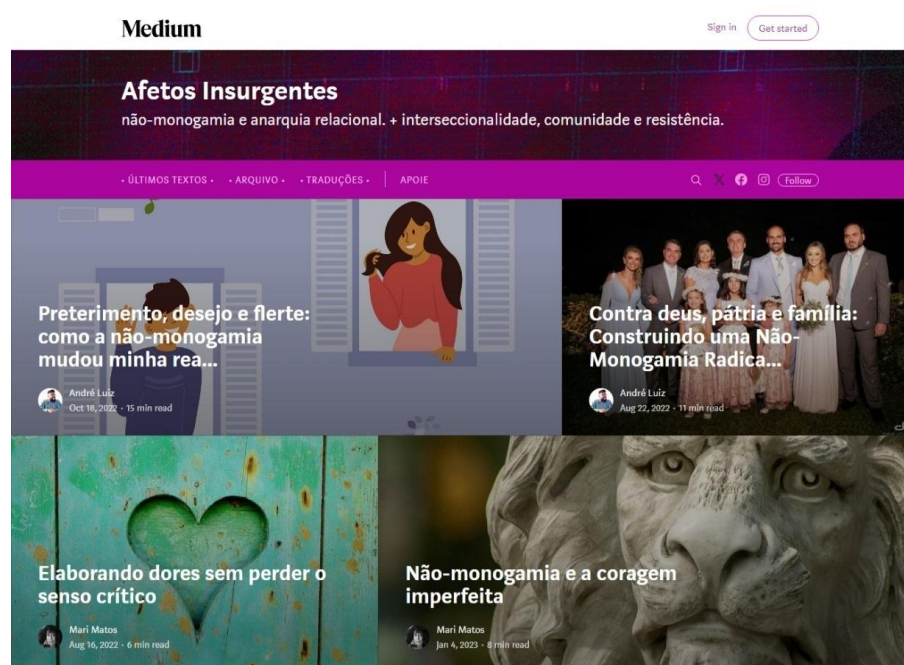 Medium
Sign in
Get started
Afetos Insurgentes
não-monogamia e anarquia relacional. + interseccionalidade, comunidade e resistência.
• ÚLTIMOS TEXTOS •
• ARQUIVO •
• TRADUÇÕES •
APOIE
Follow
Preterimento, desejo e flerte:
como a não-monogamia
mudou minha rea...
André Luiz
Oct 18, 2022 · 15 min read
Contra deus, pátria e família:
Construindo uma Não-
Monogamia Radica...
André Luiz
Aug 22, 2022 · 11 min read
Elaborando dores sem perder o
senso crítico
Mari Matos
Aug 16, 2022 · 6 min read
Não-monogamia e a coragem
imperfeita
Mari Matos
Jan 4, 2023 · 8 min read